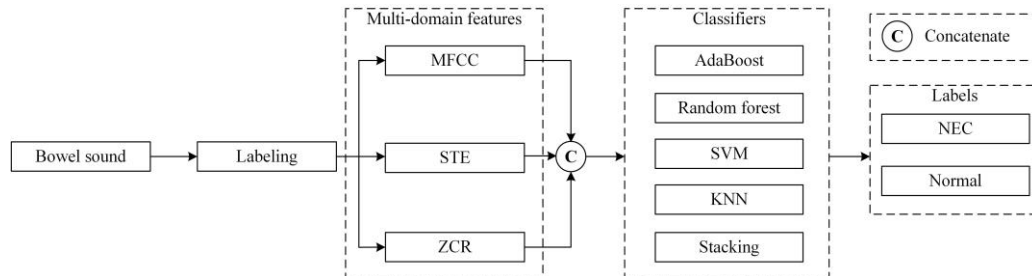 Bowel sound
Labeling
Multi-domain features
MFCC
STE
ZCR
C
Classifiers
AdaBoost
Random forest
SVM
KNN
Stacking
C Concatenate
Labels
NEC
Normal